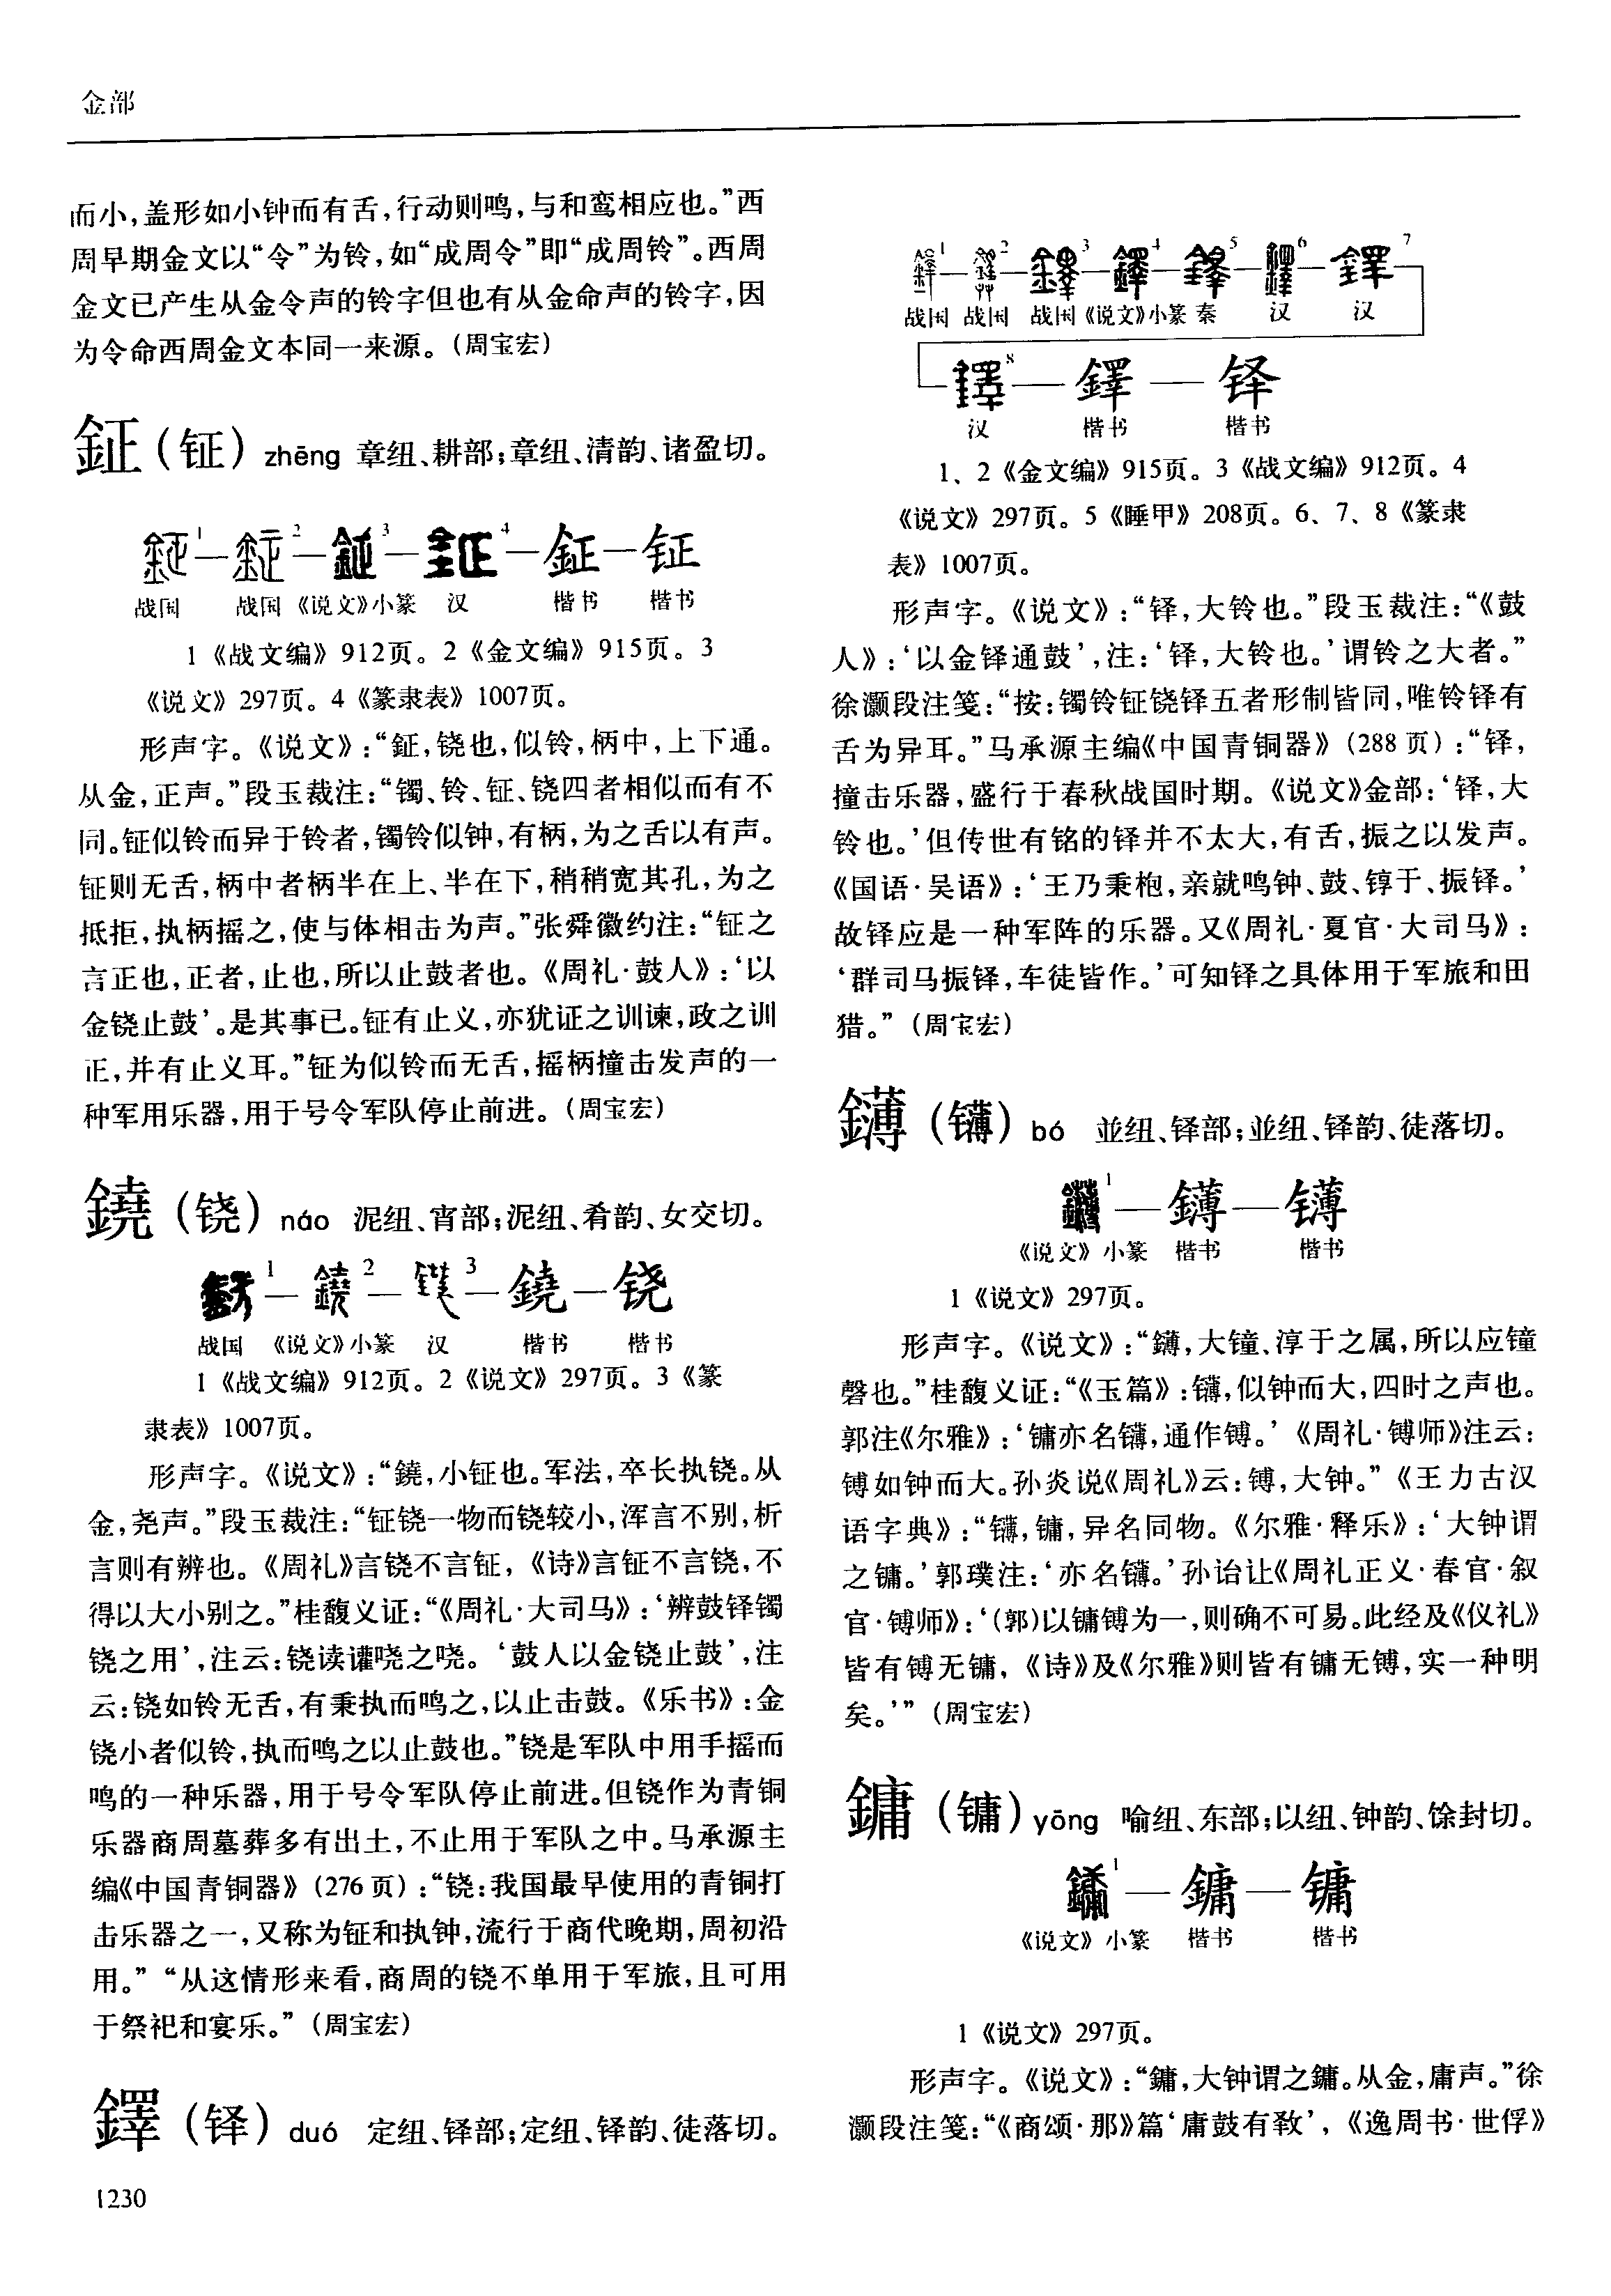 金部
而小，盖形如小钟而有舌，行动则鸣，与和鸾相应也。”西
周早期金文以“令”为铃，如“成周令”即“成周铃”。西周
金文已产生从金令声的铃字但也有从金命声的铃字，因
为令命西周金文本同一来源。（周宝宏）
鉦（钲）zhēng 章纽、耕部；章纽、清韵、诸盈切。
1 2 3 4 鉦 钲
战国 战国 《说文》小篆 汉 楷书 楷书
1《战文编》912页。2《金文编》915页。3
《说文》297页。4《篆隶表》1007页。
形声字。《说文》：“鉦，铙也，似铃，柄中，上下通。
从金，正声。”段玉裁注：“镯、铃、钲、铙四者相似而有不
同。钲似铃而异于铃者，镯铃似钟，有柄，为之舌以有声。
钲则无舌，柄中者柄半在上、半在下，稍稍宽其孔，为之
抵拒，执柄摇之，使与体相击为声。”张舜徽约注：“钲之
言正也，正者，止也，所以止鼓者也。《周礼·鼓人》：‘以
金铙止鼓’。是其事已。钲有止义，亦犹证之训谏，政之训
正，并有止义耳。”钲为似铃而无舌，摇柄撞击发声的一
种军用乐器，用于号令军队停止前进。（周宝宏）
鐃（铙）náo 泥纽、宵部；泥纽、肴韵、女交切。
1 2 3 鐃 铙
战国 《说文》小篆 汉 楷书 楷书
1《战文编》912页。2《说文》297页。3《篆
隶表》1007页。
形声字。《说文》：“鐃，小钲也。军法，卒长执铙。从
金，尧声。”段玉裁注：“钲铙一物而铙较小，浑言不别，析
言则有辨也。《周礼》言铙不言钲，《诗》言钲不言铙，不
得以大小别之。”桂馥义证：“《周礼·大司马》：‘辨鼓铎镯
铙之用’，注云：铙读讙哓之哓。‘鼓人以金铙止鼓’，注
云：铙如铃无舌，有秉执而鸣之，以止击鼓。《乐书》：金
铙小者似铃，执而鸣之以止鼓也。”铙是军队中用手摇而
鸣的一种乐器，用于号令军队停止前进。但铙作为青铜
乐器商周墓葬多有出土，不止用于军队之中。马承源主
编《中国青铜器》（276页）：“铙：我国最早使用的青铜打
击乐器之一，又称为钲和执钟，流行于商代晚期，周初沿
用。”“从这情形来看，商周的铙不单用于军旅，且可用
于祭祀和宴乐。”（周宝宏）
鐸（铎）duó 定纽、铎部；定纽、铎韵、徒落切。
1230
1 2 3 4 5 6 7
战国 战国 战国 《说文》小篆 秦 汉 汉
8 鐸 铎
汉 楷书 楷书
1、2《金文编》915页。3《战文编》912页。4
《说文》297页。5《睡甲》208页。6、7、8《篆隶
表》1007页。
形声字。《说文》：“铎，大铃也。”段玉裁注：“《鼓
人》：‘以金铎通鼓’，注：‘铎，大铃也。’谓铃之大者。”
徐灏段注笺：“按：镯铃钲铙铎五者形制皆同，唯铃铎有
舌为异耳。”马承源主编《中国青铜器》（288页）：“铎，
撞击乐器，盛行于春秋战国时期。《说文》金部：‘铎，大
铃也。’但传世有铭的铎并不太大，有舌，振之以发声。
《国语·吴语》：‘王乃秉枹，亲就鸣钟、鼓、錞于、振铎。’
故铎应是一种军阵的乐器。又《周礼·夏官·大司马》：
‘群司马振铎，车徒皆作。’可知铎之具体用于军旅和田
猎。”（周宝宏）
鑮（镈）bó 並纽、铎部；並纽、铎韵、徒落切。
1 鑮
《说文》小篆 楷书 楷书
1《说文》297页。
形声字。《说文》：“鑮，大锺、淳于之属，所以应锺
磬也。”桂馥义证：“《玉篇》：鑮，似钟而大，四时之声也。
郭注《尔雅》：‘镛亦名鑮，通作镈。’《周礼·镈师》注云：
镈如钟而大。孙炎说《周礼》云：镈，大钟。”《王力古汉
语字典》：“鑮，镛，异名同物。《尔雅·释乐》：‘大钟谓
之镛。’郭璞注：‘亦名鑮。’孙诒让《周礼正义·春官·叙
官·镈师》：‘（郭）以镛镈为一，则确不可易。此经及《仪礼》
皆有镈无镛，《诗》及《尔雅》则皆有镛无镈，实一种明
矣。’”（周宝宏）
鏞（镛）yōng 喻纽、东部；以纽、钟韵、馀封切。
1 鏞 镛
《说文》小篆 楷书 楷书
1《说文》297页。
形声字。《说文》：“鏞，大钟谓之鏞。从金，庸声。”徐
灏段注笺：“《商颂·那》篇‘庸鼓有斁’，《逸周书·世俘》